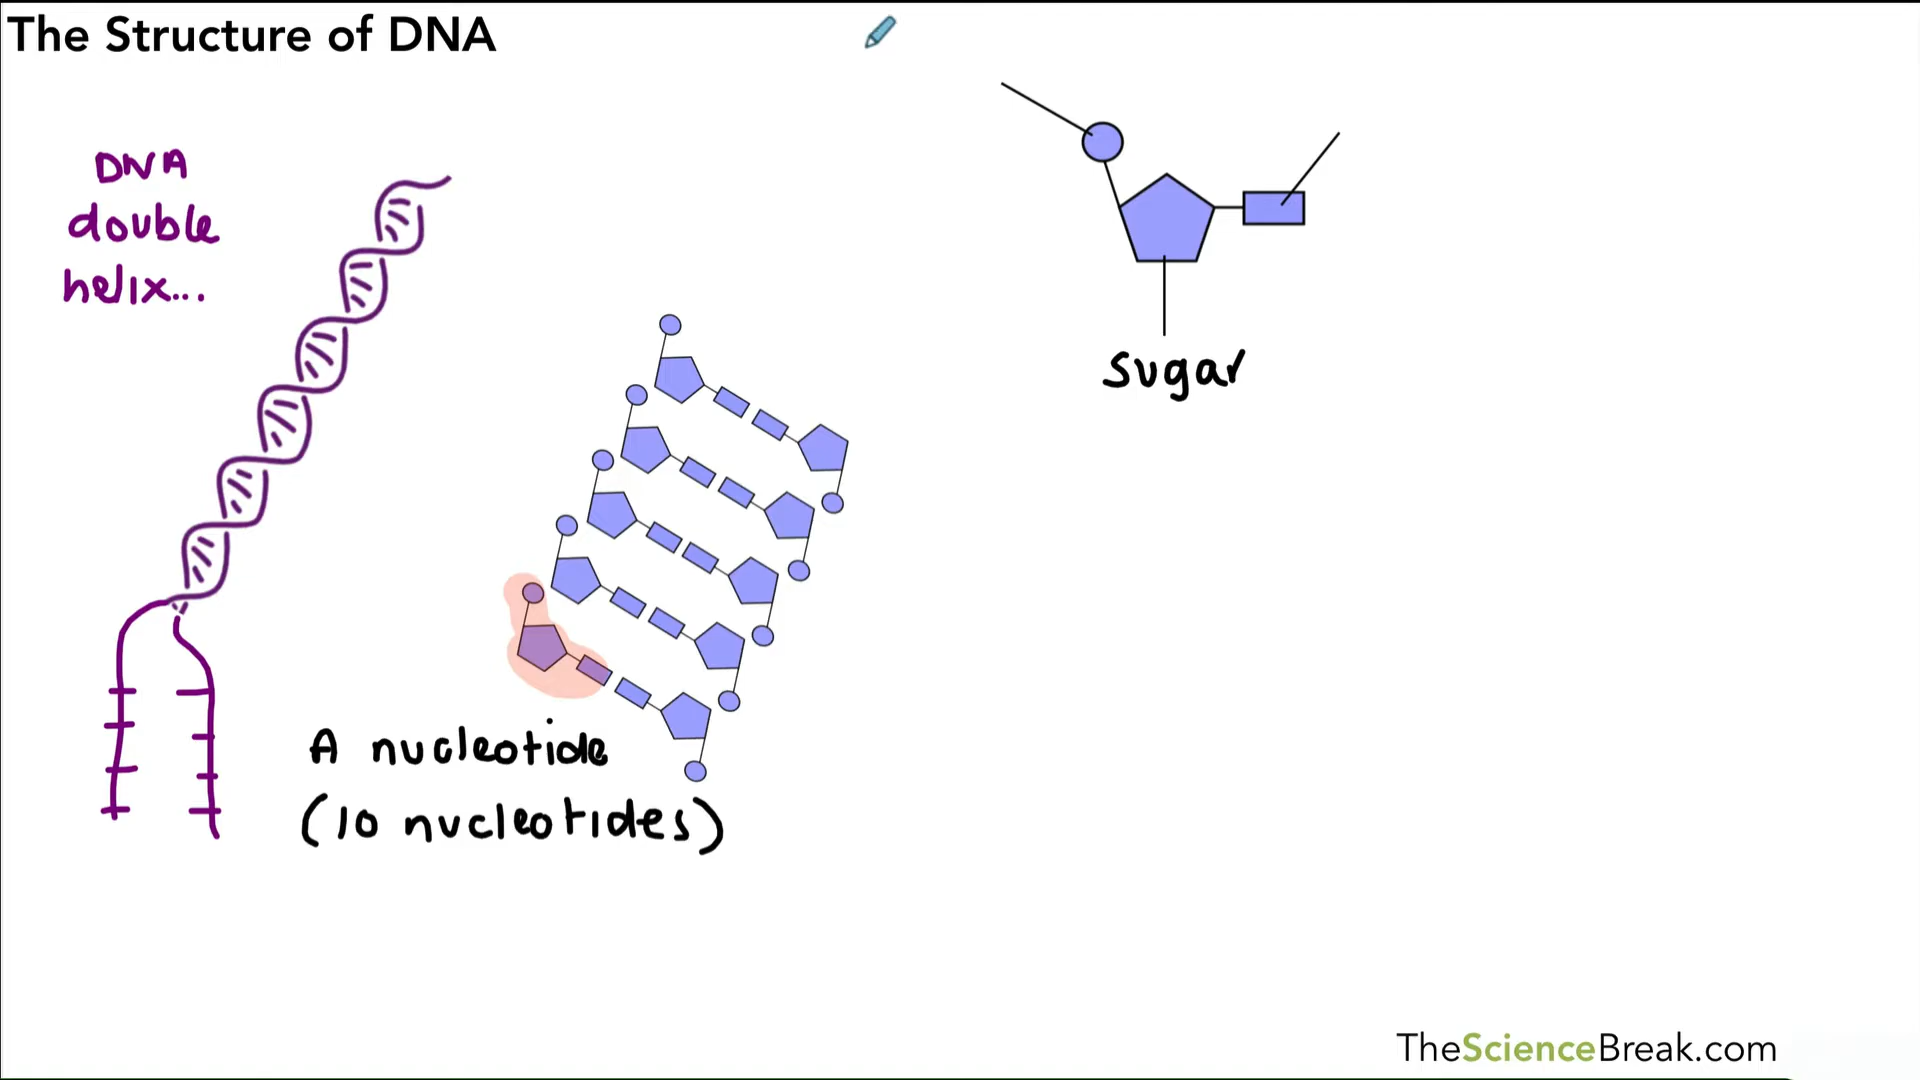 The Structure of DNA
DNA
double
helix...
sugar
A nucleotide
(10 nucleotides)
TheScienceBreak.com